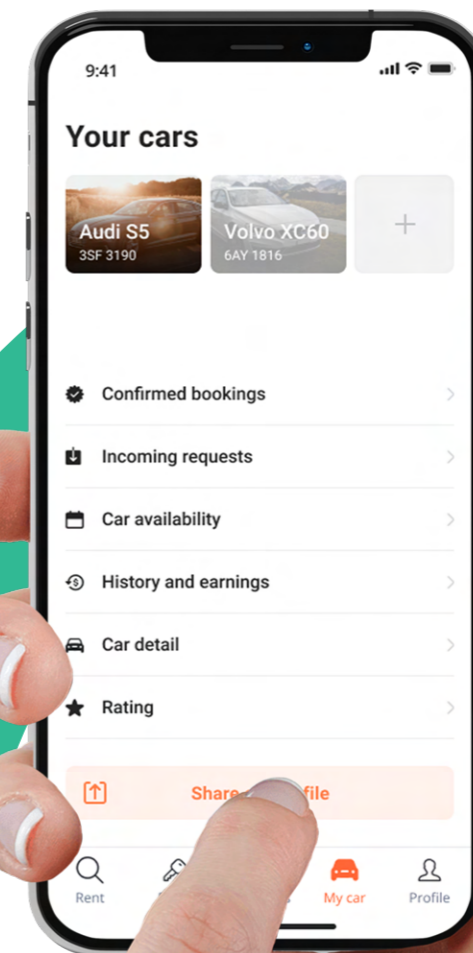 9:41
Your cars
Audi S5
3SF 3190
Volvo XC60
6AY 1816
Confirmed bookings
Incoming requests
Car availability
History and earnings
Car detail
Rating
Share
Rent
My car
Profile